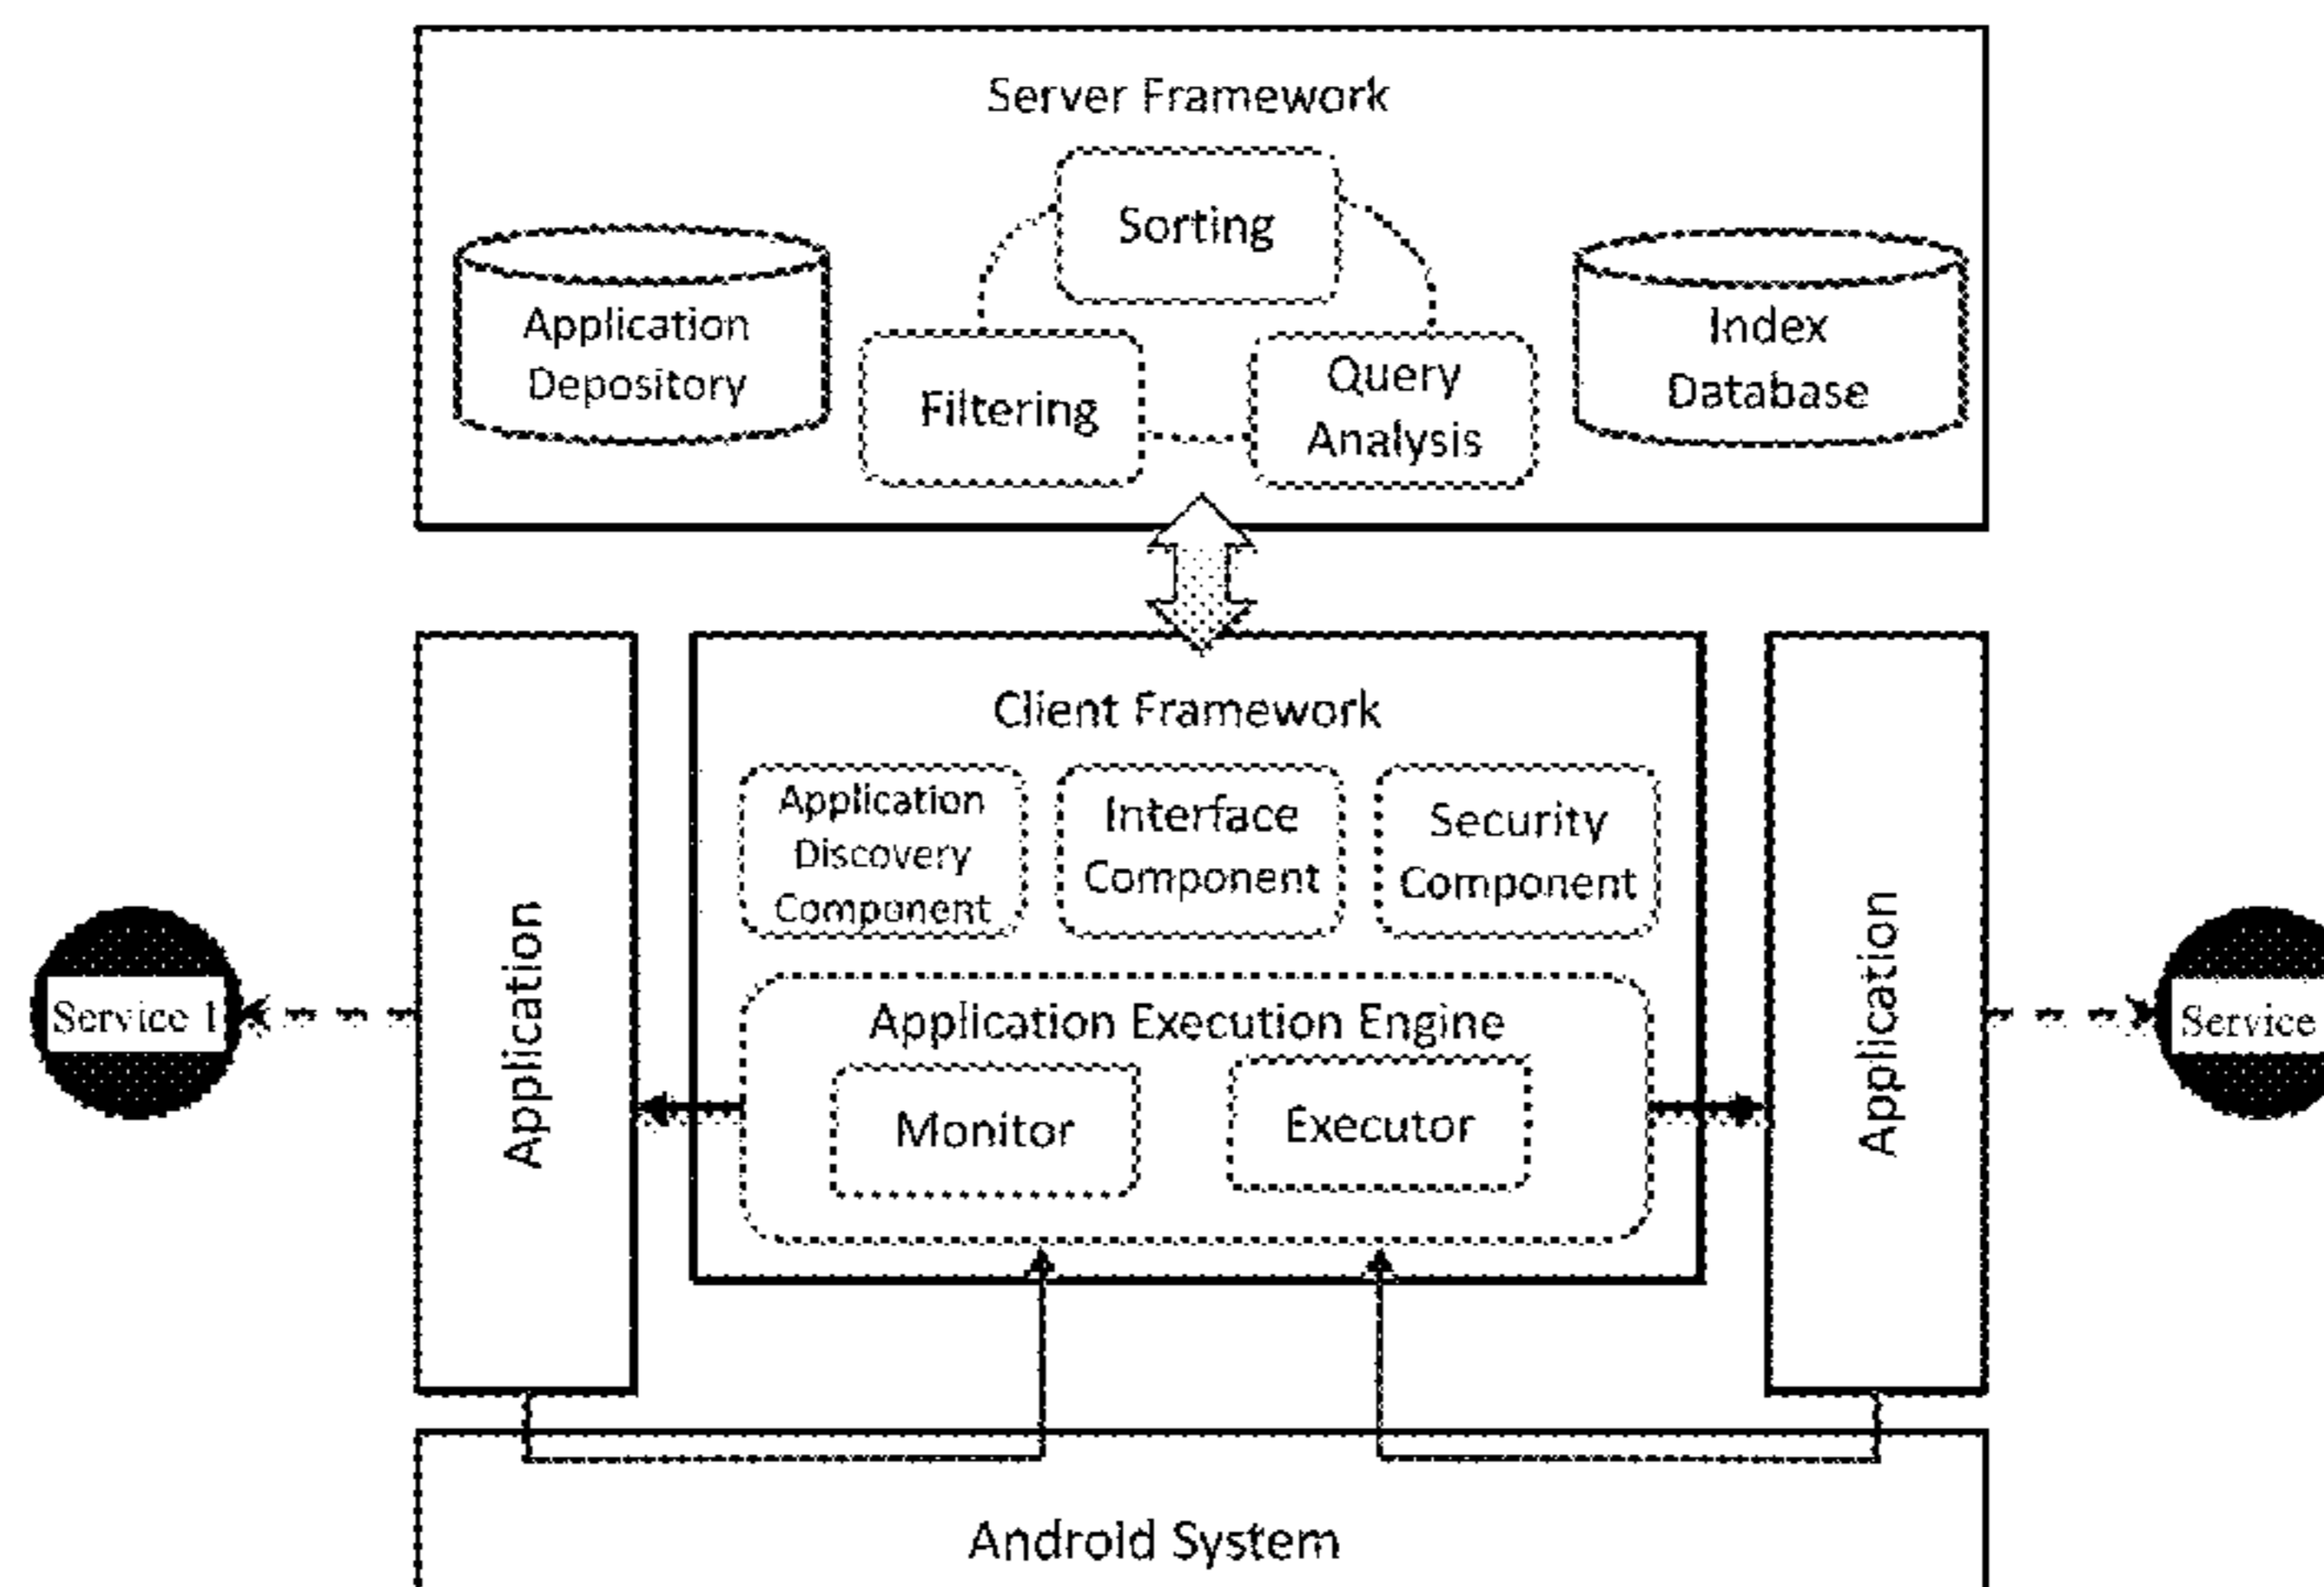 Server Framework
Sorting
Application
Depository
Filtering
Query
Analysis
Index
Database
Client Framework
Application
Discovery
Component
Interface
Component
Security
Component
Application Execution Engine
Monitor
Executor
Application
Application
Service 1
Service
Android System